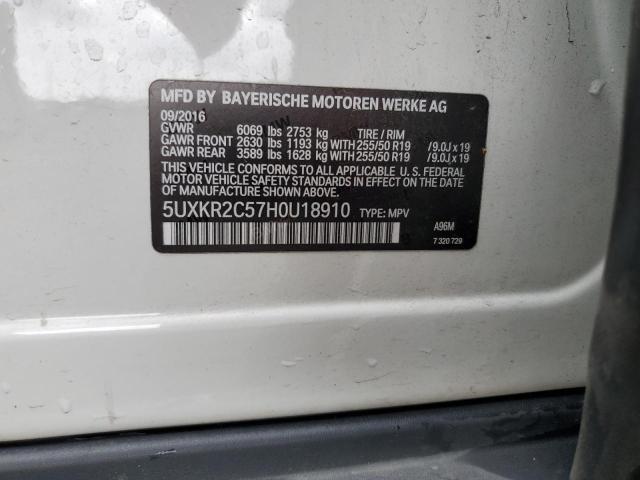 MFD BY BAYERISCHE MOTOREN WERKE AG
09/2016
GVWR 6069 lbs 2753 kg TIRE / RIM
GAWR FRONT 2630 lbs 1193 kg WITH 255/50 R19 /9.0J x 19
GAWR REAR 3589 lbs 1628 kg WITH 255/50 R19 /9.0J x 19
THIS VEHICLE CONFORMS TO ALL APPLICABLE U. S. FEDERAL
MOTOR VEHICLE SAFETY STANDARDS IN EFFECT ON THE DATE OF
MANUFACTURE SHOWN ABOVE.
5UXKR2C57H0U18910 TYPE: MPV
A96M
7 320 729